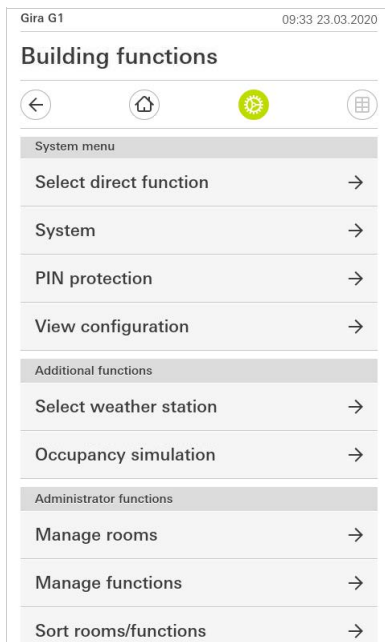 Gira G1 09:33 23.03.2020
Building functions
System menu
Select direct function
System
PIN protection
View configuration
Additional functions
Select weather station
Occupancy simulation
Administrator functions
Manage rooms
Manage functions
Sort rooms/functions